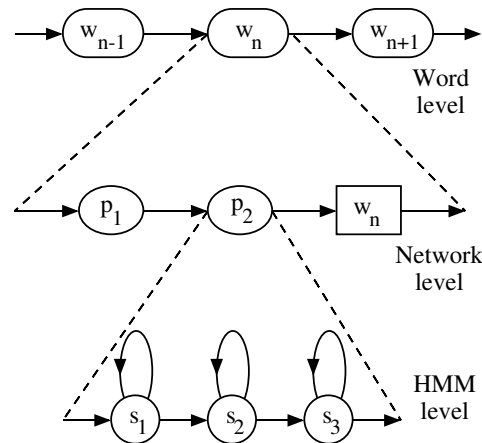 w_{n-1} w_n w_{n+1}
Word
level
p_1 p_2 w_n
Network
level
s_1 s_2 s_3
HMM
level